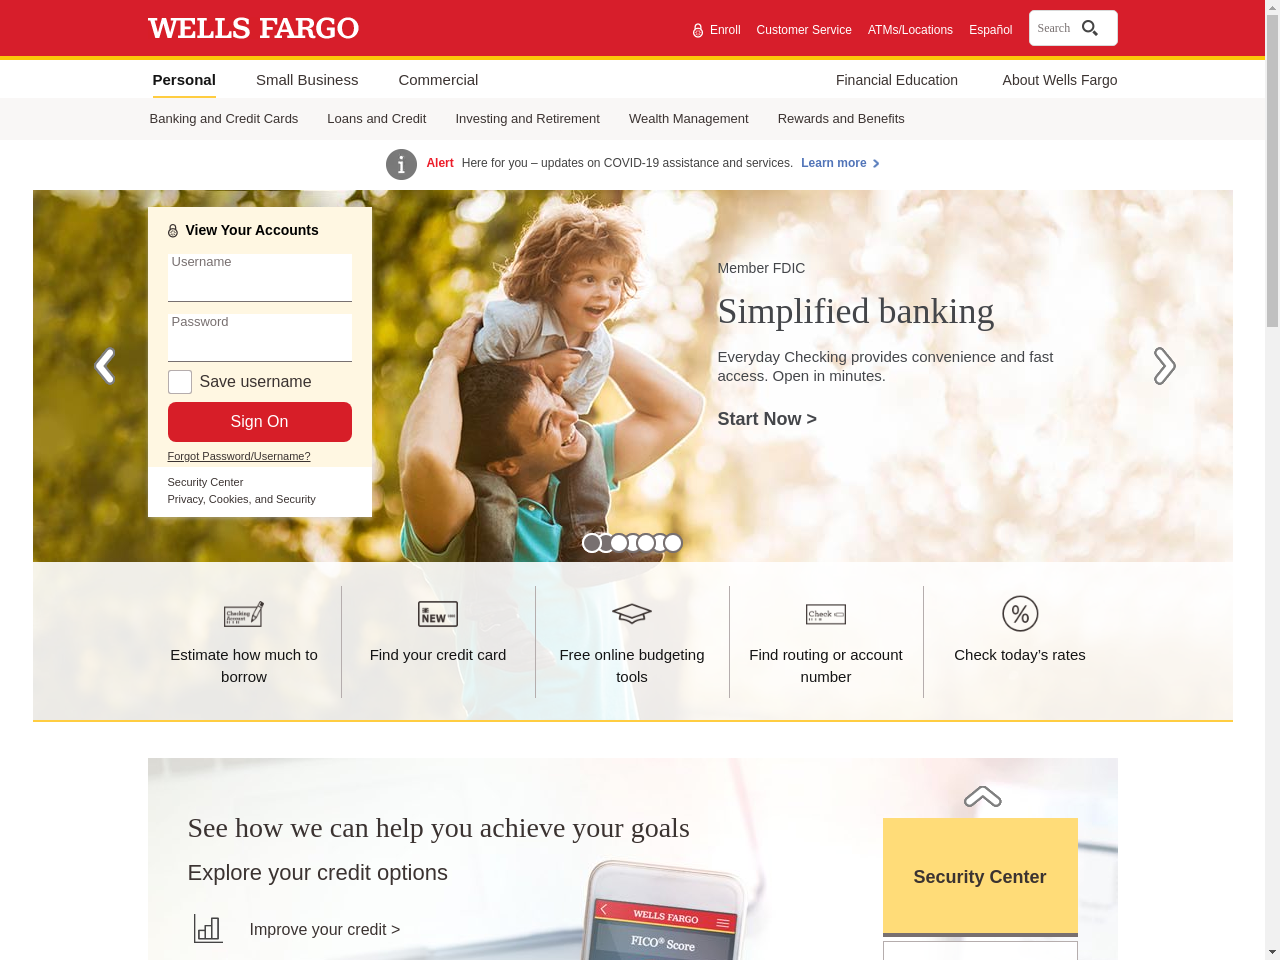 WELLS FARGO
Enroll
Customer Service
ATMs/Locations
Español
Search
Personal
Small Business
Commercial
Financial Education
About Wells Fargo
Banking and Credit Cards
Loans and Credit
Investing and Retirement
Wealth Management
Rewards and Benefits
Alert Here for you – updates on COVID-19 assistance and services. Learn more
View Your Accounts
Username
Password
Save username
Sign On
Forgot Password/Username?
Security Center
Privacy, Cookies, and Security
Member FDIC
Simplified banking
Everyday Checking provides convenience and fast
access. Open in minutes.
Start Now >
Checking
Account
Estimate how much to
borrow
NEW
Find your credit card
Free online budgeting
tools
Check
Find routing or account
number
%
Check today’s rates
See how we can help you achieve your goals
Explore your credit options
Improve your credit >
WELLS FARGO
FICO® Score
Security Center